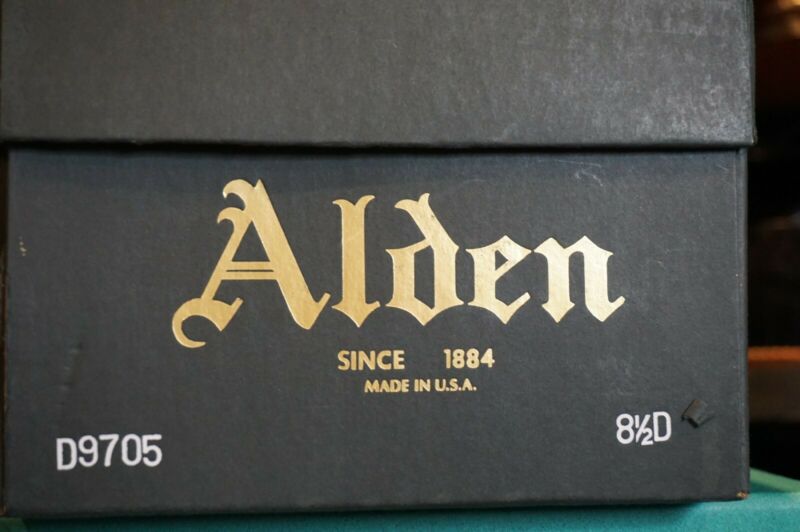 Alden
SINCE 1884
MADE IN U.S.A.
D9705
8½D